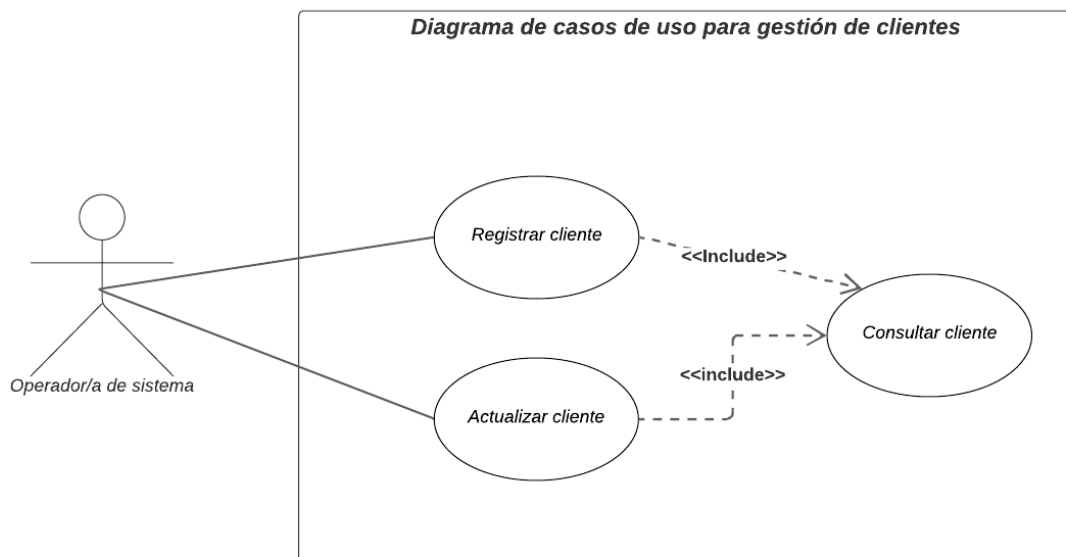 Diagrama de casos de uso para gestión de clientes
Registrar cliente
<<Include>>
Consultar cliente
<<include>>
Operador/a de sistema
Actualizar cliente